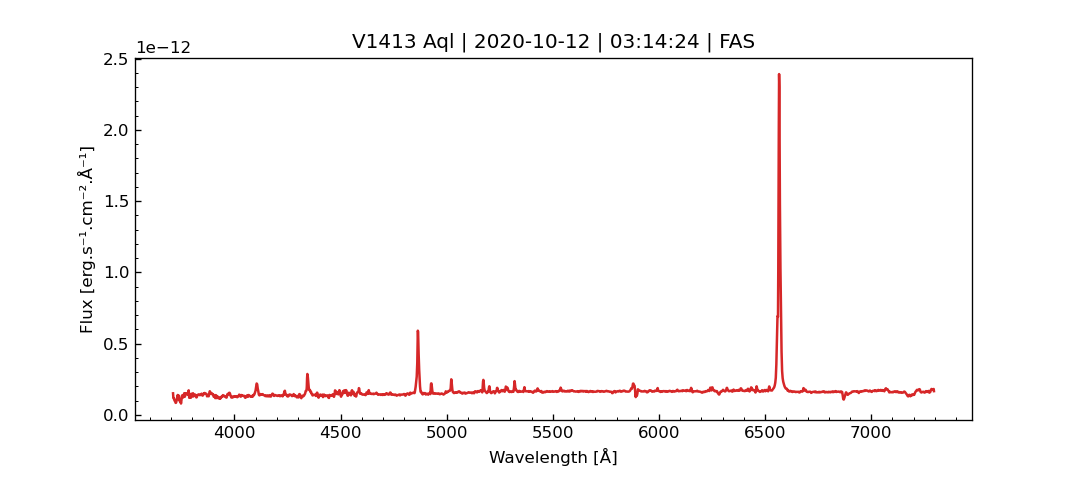 V1413 Aql | 2020-10-12 | 03:14:24 | FAS
1e−12
2.5
2.0
1.5
1.0
0.5
0.0
Flux [erg.s⁻¹.cm⁻².Å⁻¹]
4000 4500 5000 5500 6000 6500 7000
Wavelength [Å]